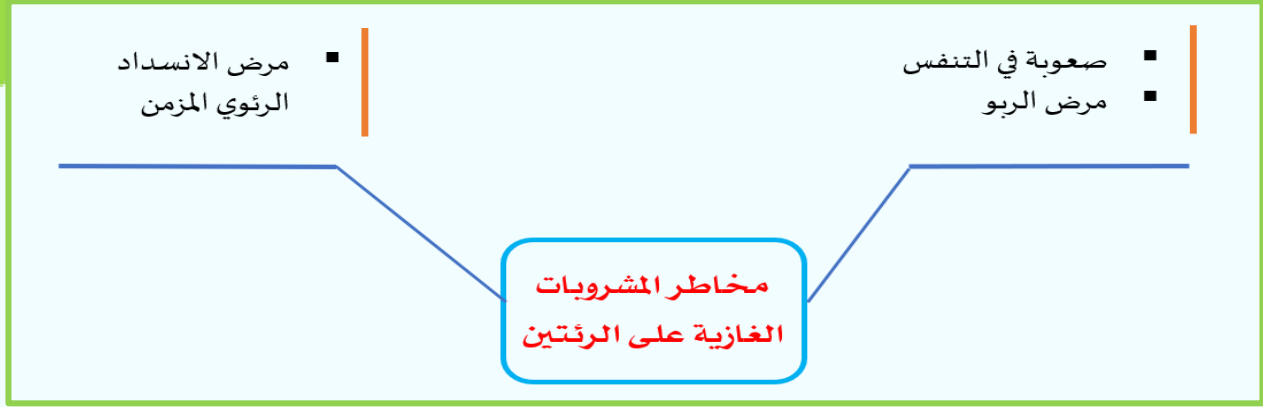 ▪ صعوبة في التنفس
▪ مرض الربو
▪ مرض الانسداد
الرئوي المزمن
مخاطر المشروبات
الغازية على الرئتين